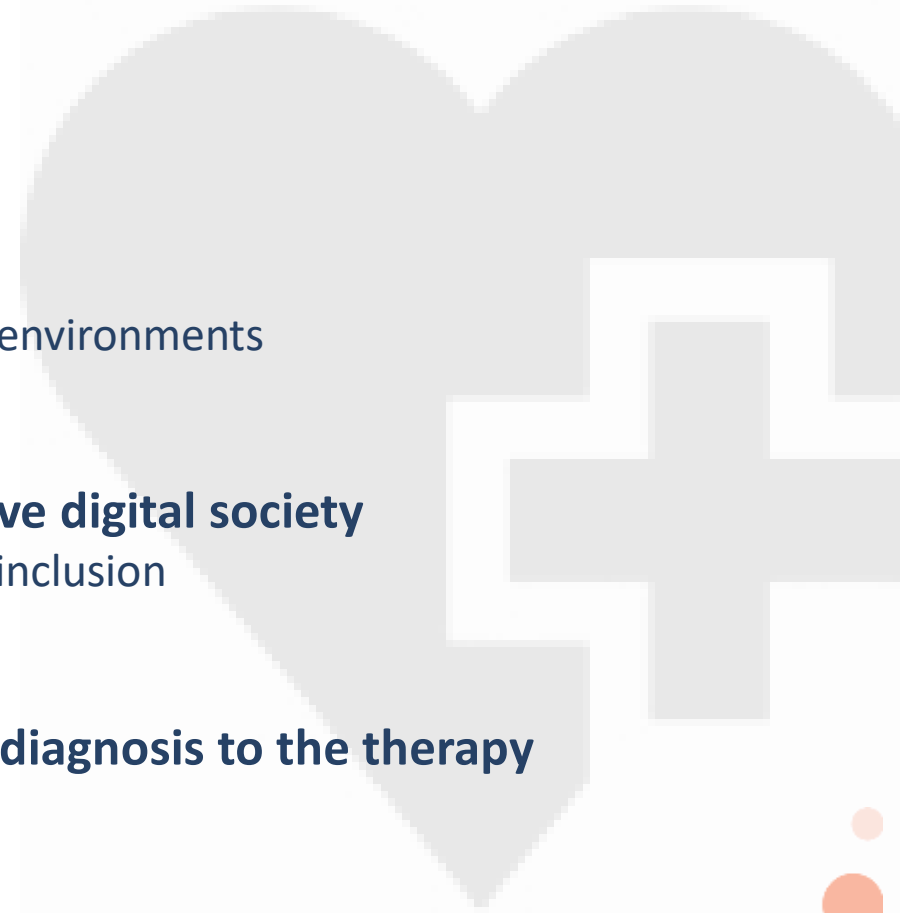 environments
ve digital society
inclusion
diagnosis to the therapy